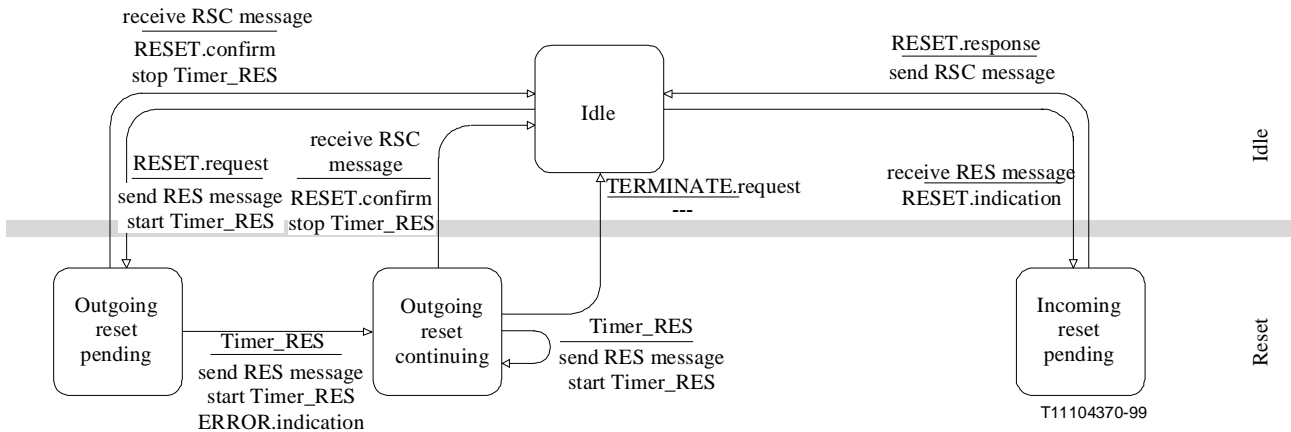 receive RSC message
RESET.confirm
stop Timer_RES
RESET.response
send RSC message
Idle
receive RSC
message
RESET.confirm
stop Timer_RES
RESET.request
send RES message
start Timer_RES
TERMINATE.request
---
receive RES message
RESET.indication
Idle
Outgoing
reset
pending
Timer_RES
send RES message
start Timer_RES
ERROR.indication
Outgoing
reset
continuing
Timer_RES
send RES message
start Timer_RES
Incoming
reset
pending
Reset
T11104370-99